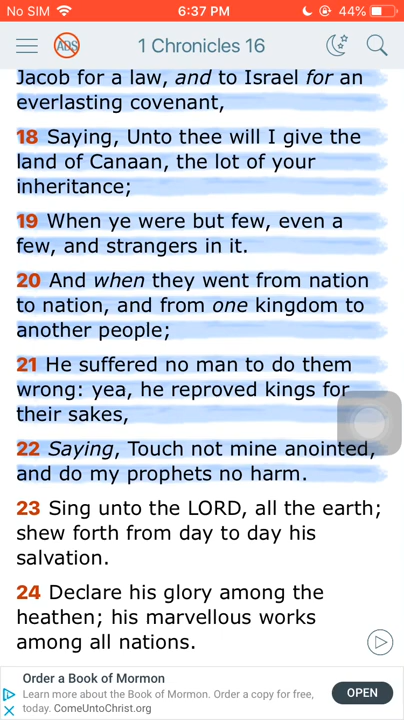 No SIM 6:37 PM 44%
ADS 1 Chronicles 16
Jacob for a law, and to Israel for an
everlasting covenant,
18 Saying, Unto thee will I give the
land of Canaan, the lot of your
inheritance;
19 When ye were but few, even a
few, and strangers in it.
20 And when they went from nation
to nation, and from one kingdom to
another people;
21 He suffered no man to do them
wrong: yea, he reproved kings for
their sakes,
22 Saying, Touch not mine anointed,
and do my prophets no harm.
23 Sing unto the LORD, all the earth;
shew forth from day to day his
salvation.
24 Declare his glory among the
heathen; his marvellous works
among all nations.
Order a Book of Mormon
Learn more about the Book of Mormon. Order a copy for free,
today. ComeUntoChrist.org
OPEN